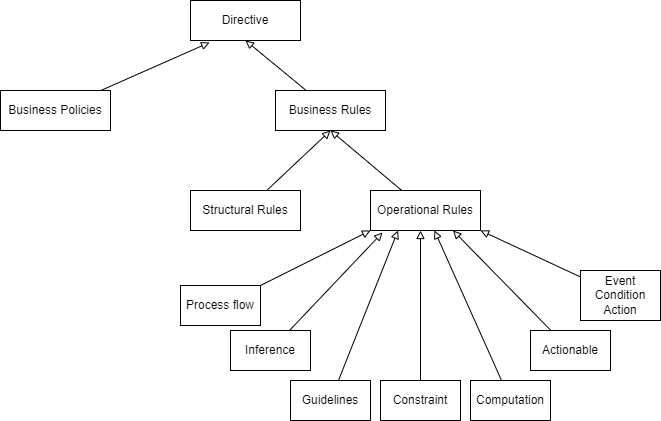 Directive
Business Policies
Business Rules
Structural Rules
Operational Rules
Process flow
Event
Condition
Action
Inference
Actionable
Guidelines
Constraint
Computation